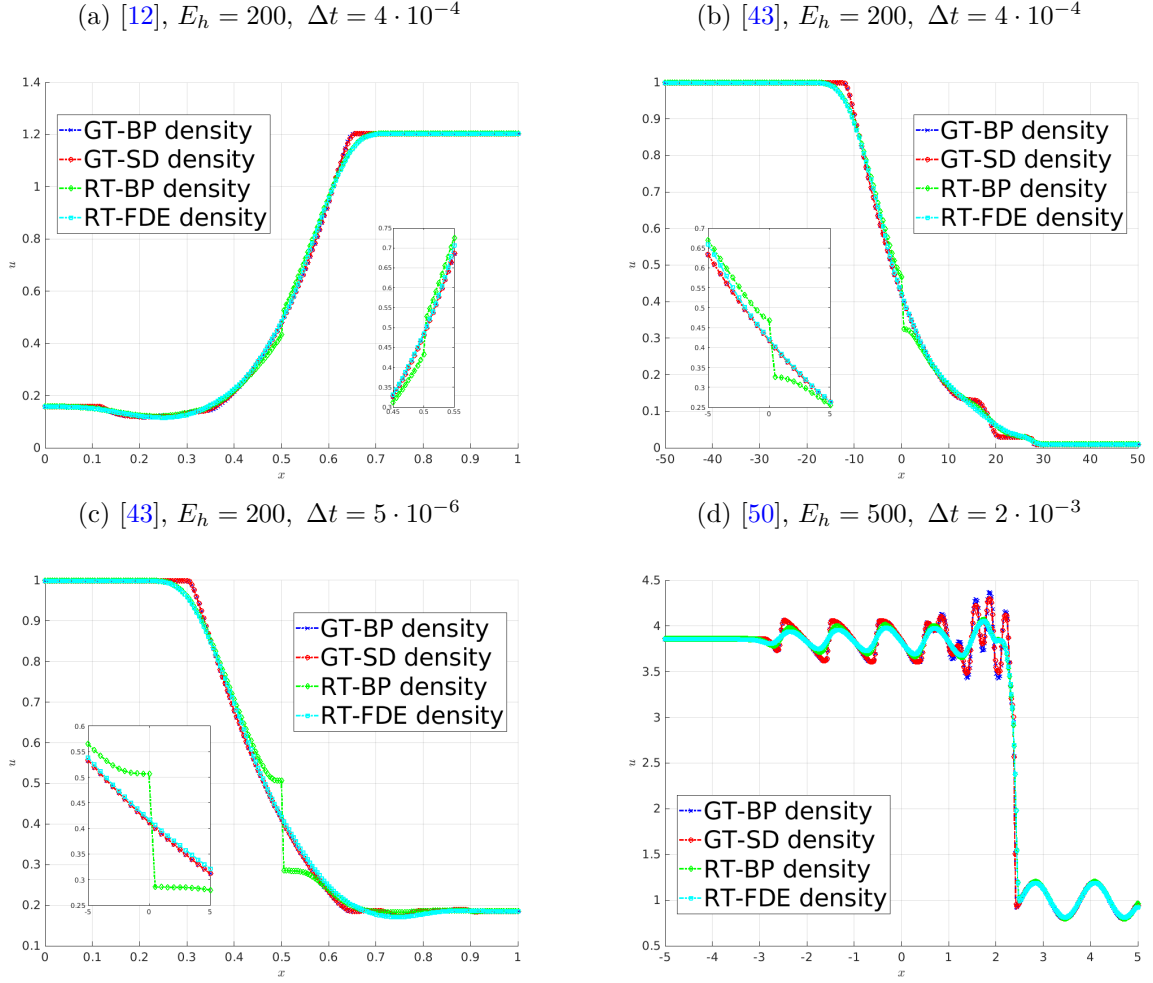 (a) [12], E_h = 200, Δt = 4 · 10^{-4}
(b) [43], E_h = 200, Δt = 4 · 10^{-4}
1.4
1.2
1
0.8
0.6
0.4
0.2
0
GT-BP density
GT-SD density
RT-BP density
RT-FDE density
0.75
0.7
0.65
0.6
0.55
0.5
0.45
0.4
0.35
0.3
0.45 0.5 0.55
u
0 0.1 0.2 0.3 0.4 0.5 0.6 0.7 0.8 0.9 1
x
1
0.9
0.8
0.7
0.6
0.5
0.4
0.3
0.2
0.1
0
GT-BP density
GT-SD density
RT-BP density
RT-FDE density
0.7
0.65
0.6
0.55
0.5
0.45
0.4
0.35
0.3
0.25
-5 0 5
u
-50 -40 -30 -20 -10 0 10 20 30 40 50
x
(c) [43], E_h = 200, Δt = 5 · 10^{-6}
(d) [50], E_h = 500, Δt = 2 · 10^{-3}
1
0.9
0.8
0.7
0.6
0.5
0.4
0.3
0.2
0.1
GT-BP density
GT-SD density
RT-BP density
RT-FDE density
0.6
0.55
0.5
0.45
0.4
0.35
0.3
0.25
-5 0 5
u
0 0.1 0.2 0.3 0.4 0.5 0.6 0.7 0.8 0.9 1
x
4.5
4
3.5
3
2.5
2
1.5
1
0.5
GT-BP density
GT-SD density
RT-BP density
RT-FDE density
u
-5 -4 -3 -2 -1 0 1 2 3 4 5
x